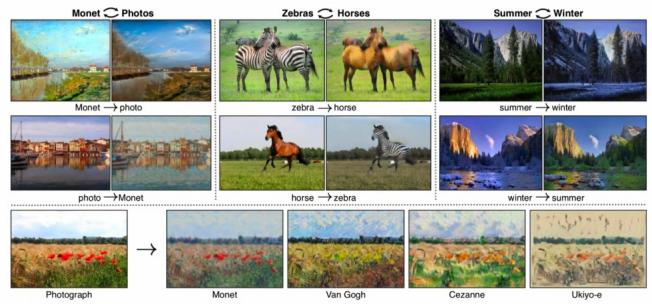 Monet Photos
Zebras Horses
Summer Winter
Monet → photo
zebra → horse
summer → winter
photo → Monet
horse → zebra
winter → summer
Photograph
Monet
Van Gogh
Cezanne
Ukiyo-e